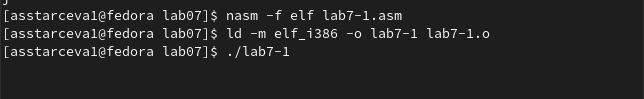 [asstarceva1@fedora lab07]$ nasm -f elf lab7-1.asm
[asstarceva1@fedora lab07]$ ld -m elf_i386 -o lab7-1 lab7-1.o
[asstarceva1@fedora lab07]$ ./lab7-1